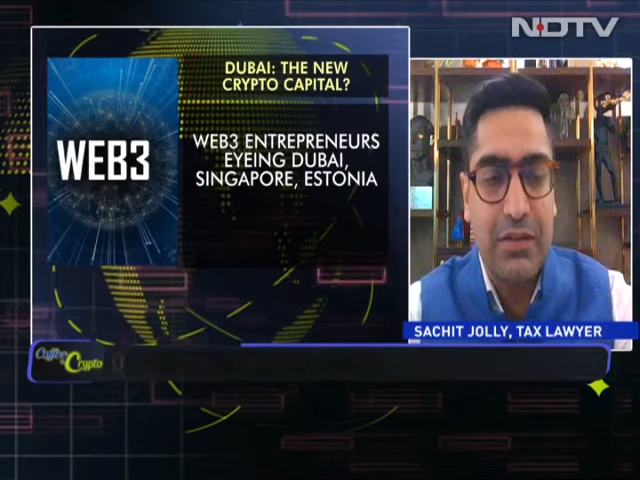 NDTV
DUBAI: THE NEW
CRYPTO CAPITAL?
WEB3
WEB3 ENTREPRENEURS
EYEING DUBAI,
SINGAPORE, ESTONIA
SACHIT JOLLY, TAX LAWYER
Coffee
Crypto